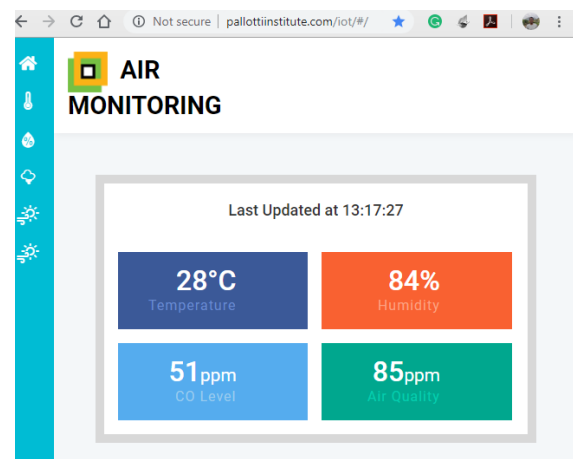 Not secure | pallottiinstitute.com/iot/#/
AIR
MONITORING
Last Updated at 13:17:27
28°C
Temperature
84%
Humidity
51ppm
CO Level
85ppm
Air Quality